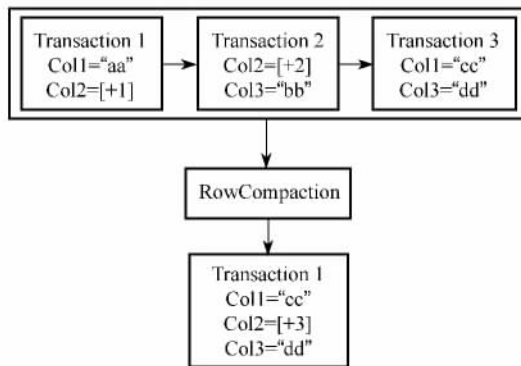 Transaction 1
Col1=“aa”
Col2=[+1]
Transaction 2
Col2=[+2]
Col3=“bb”
Transaction 3
Col1=“cc”
Col3=“dd”
RowCompaction
Transaction 1
Col1=“cc”
Col2=[+3]
Col3=“dd”